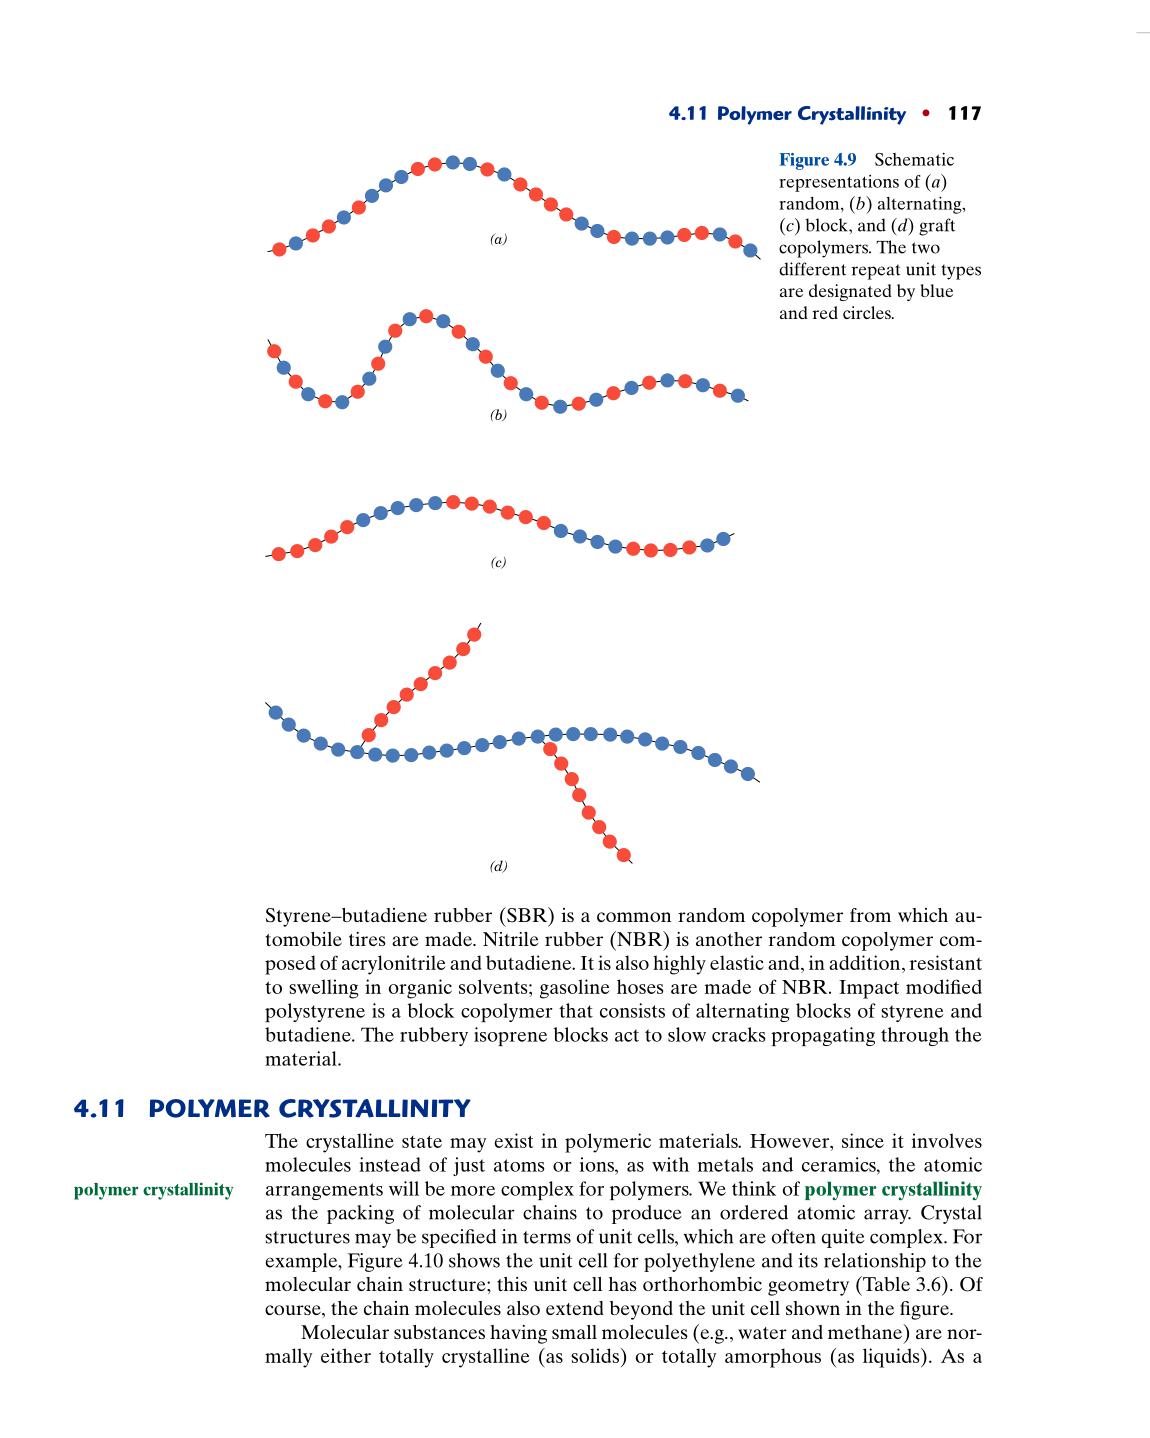 4.11 Polymer Crystallinity • 117
Figure 4.9 Schematic
representations of (a)
random, (b) alternating,
(c) block, and (d) graft
copolymers. The two
different repeat unit types
are designated by blue
and red circles.
(a)
(b)
(c)
(d)
Styrene–butadiene rubber (SBR) is a common random copolymer from which au-
tomobile tires are made. Nitrile rubber (NBR) is another random copolymer com-
posed of acrylonitrile and butadiene. It is also highly elastic and, in addition, resistant
to swelling in organic solvents; gasoline hoses are made of NBR. Impact modified
polystyrene is a block copolymer that consists of alternating blocks of styrene and
butadiene. The rubbery isoprene blocks act to slow cracks propagating through the
material.
4.11 POLYMER CRYSTALLINITY
The crystalline state may exist in polymeric materials. However, since it involves
molecules instead of just atoms or ions, as with metals and ceramics, the atomic
polymer crystallinity
arrangements will be more complex for polymers. We think of polymer crystallinity
as the packing of molecular chains to produce an ordered atomic array. Crystal
structures may be specified in terms of unit cells, which are often quite complex. For
example, Figure 4.10 shows the unit cell for polyethylene and its relationship to the
molecular chain structure; this unit cell has orthorhombic geometry (Table 3.6). Of
course, the chain molecules also extend beyond the unit cell shown in the figure.
Molecular substances having small molecules (e.g., water and methane) are nor-
mally either totally crystalline (as solids) or totally amorphous (as liquids). As a